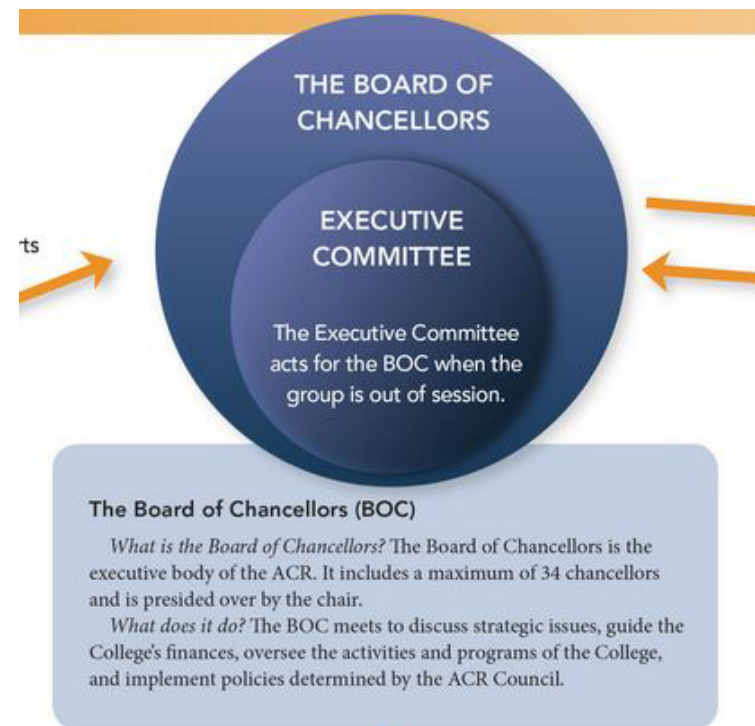 THE BOARD OF
CHANCELLORS
EXECUTIVE
COMMITTEE
The Executive Committee
acts for the BOC when the
group is out of session.
The Board of Chancellors (BOC)
What is the Board of Chancellors? The Board of Chancellors is the
executive body of the ACR. It includes a maximum of 34 chancellors
and is presided over by the chair.
What does it do? The BOC meets to discuss strategic issues, guide the
College's finances, oversee the activities and programs of the College,
and implement policies determined by the ACR Council.